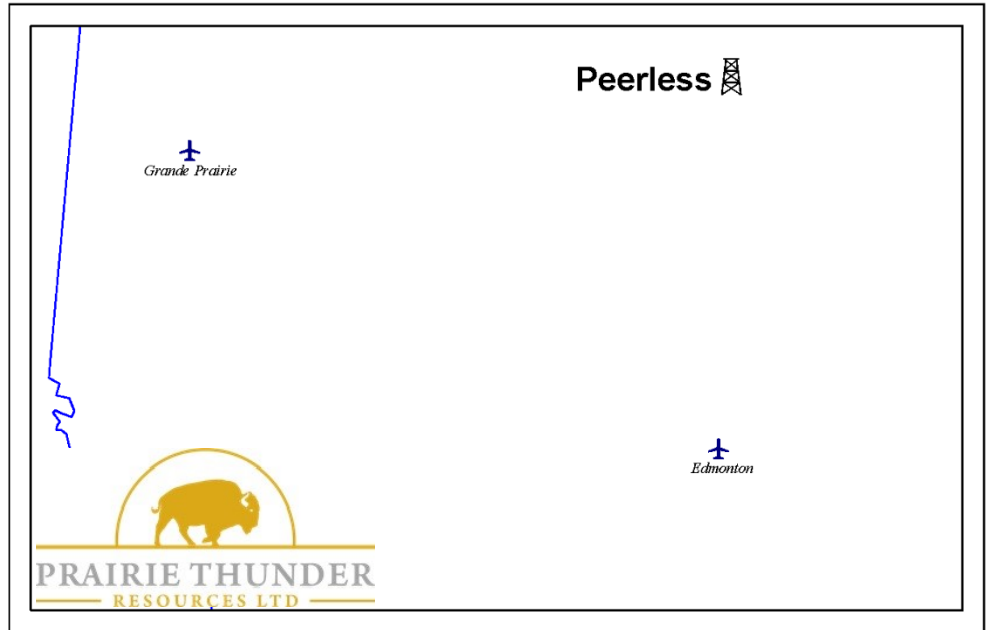 Peerless
Grande Prairie
Edmonton
PRAIRIE THUNDER
RESOURCES LTD